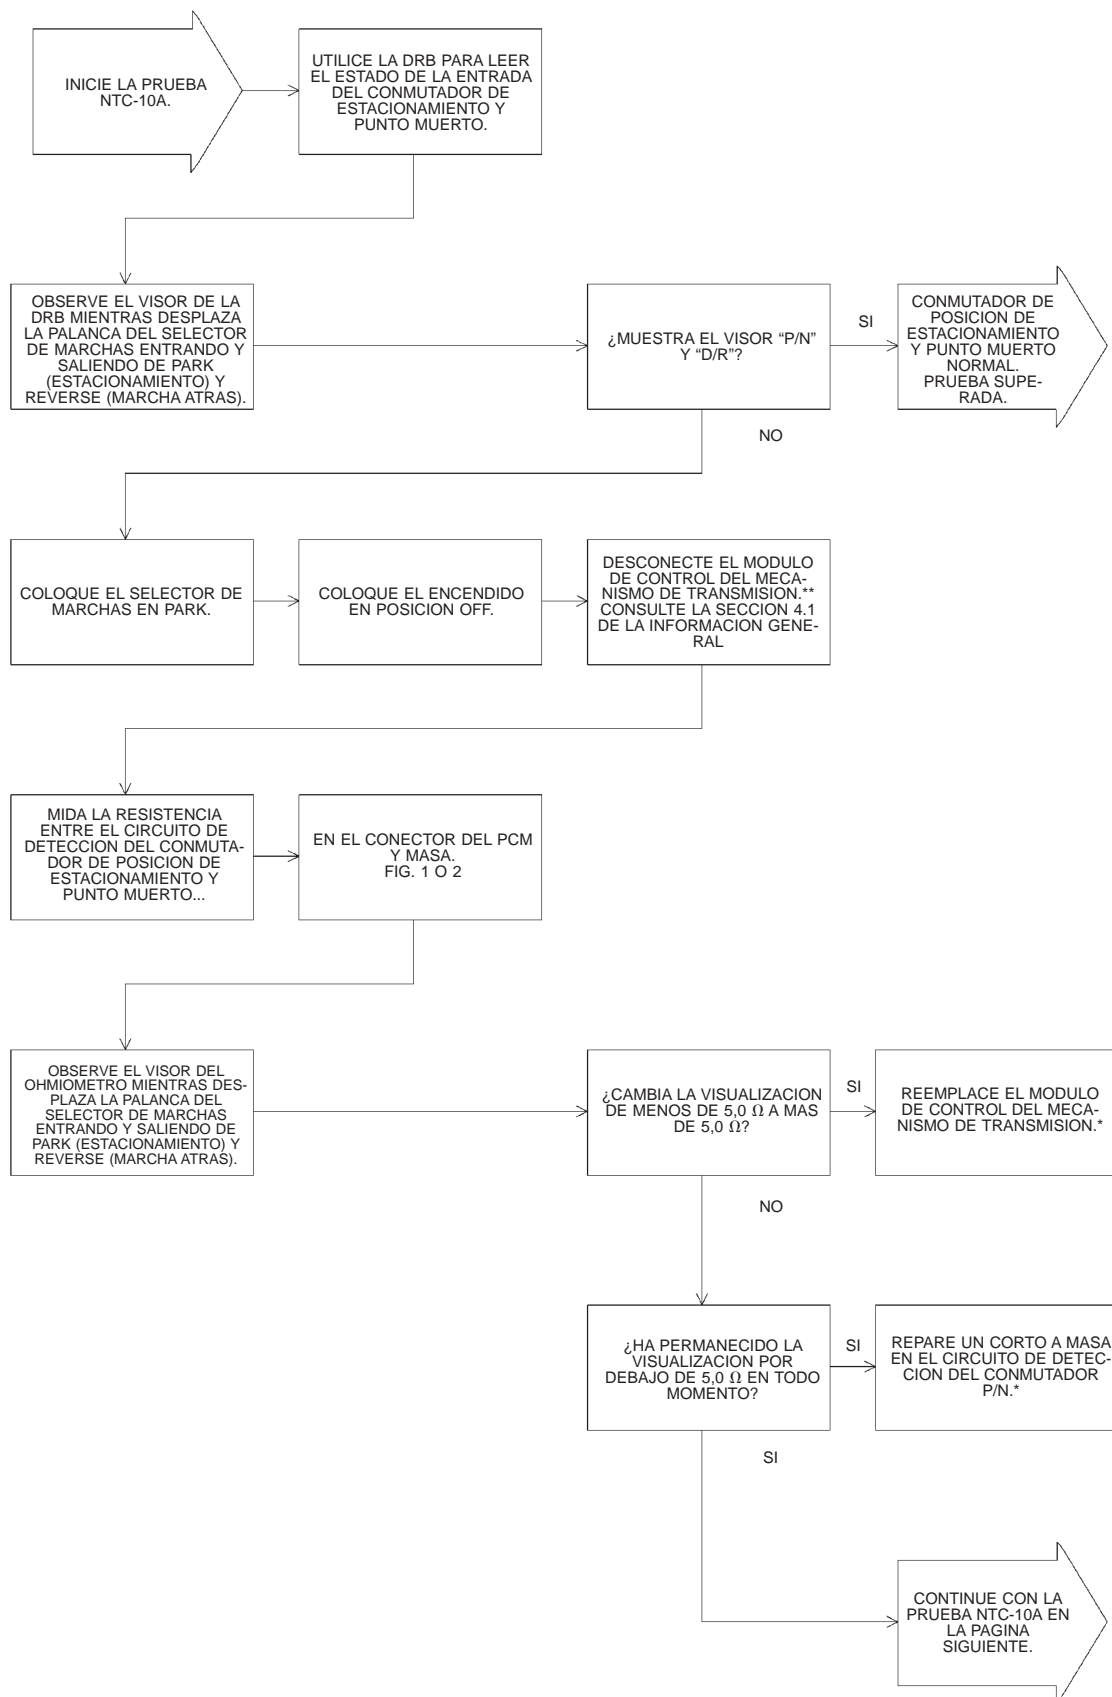 INICIE LA PRUEBA
NTC-10A.
UTILICE LA DRB PARA LEER
EL ESTADO DE LA ENTRADA
DEL CONMUTADOR DE
ESTACIONAMIENTO Y
PUNTO MUERTO.
OBSERVE EL VISOR DE LA
DRB MIENTRAS DESPLAZA
LA PALANCA DEL SELECTOR
DE MARCHAS ENTRANDO Y
SALIENDO DE PARK
(ESTACIONAMIENTO) Y
REVERSE (MARCHA ATRAS).
¿MUESTRA EL VISOR “P/N”
Y “D/R”?
SI
CONMUTADOR DE
POSICION DE
ESTACIONAMIENTO
Y PUNTO MUERTO
NORMAL.
PRUEBA SUPE-
RADA.
NO
COLOQUE EL SELECTOR DE
MARCHAS EN PARK.
COLOQUE EL ENCENDIDO
EN POSICION OFF.
DESCONECTE EL MODULO
DE CONTROL DEL MECA-
NISMO DE TRANSMISION.**
CONSULTE LA SECCION 4.1
DE LA INFORMACION GENE-
RAL
MIDA LA RESISTENCIA
ENTRE EL CIRCUITO DE
DETECCION DEL CONMUTA-
DOR DE POSICION DE
ESTACIONAMIENTO Y
PUNTO MUERTO...
EN EL CONECTOR DEL PCM
Y MASA.
FIG. 1 O 2
OBSERVE EL VISOR DEL
OHMIOMETRO MIENTRAS DES-
PLAZA LA PALANCA DEL
SELECTOR DE MARCHAS
ENTRANDO Y SALIENDO DE
PARK (ESTACIONAMIENTO) Y
REVERSE (MARCHA ATRAS).
¿CAMBIA LA VISUALIZACION
DE MENOS DE 5,0 Ω A MAS
DE 5,0 Ω?
SI
REEMPLACE EL MODULO
DE CONTROL DEL MECA-
NISMO DE TRANSMISION.*
NO
¿HA PERMANECIDO LA
VISUALIZACION POR
DEBAJO DE 5,0 Ω EN TODO
MOMENTO?
SI
REPARE UN CORTO A MASA
EN EL CIRCUITO DE DETEC-
CION DEL CONMUTADOR
P/N.*
SI
CONTINUE CON LA
PRUEBA NTC-10A EN
LA PAGINA
SIGUIENTE.